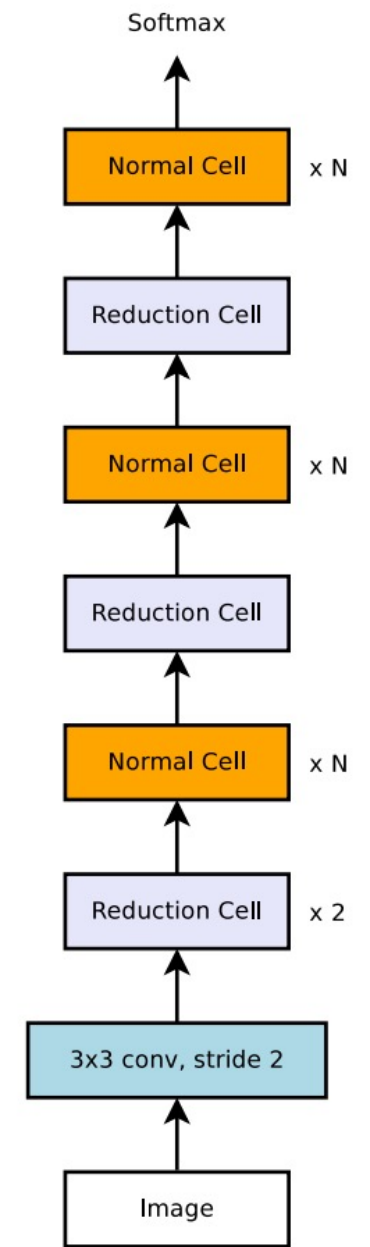 Softmax
Normal Cell x N
Reduction Cell
Normal Cell x N
Reduction Cell
Normal Cell x N
Reduction Cell x 2
3x3 conv, stride 2
Image